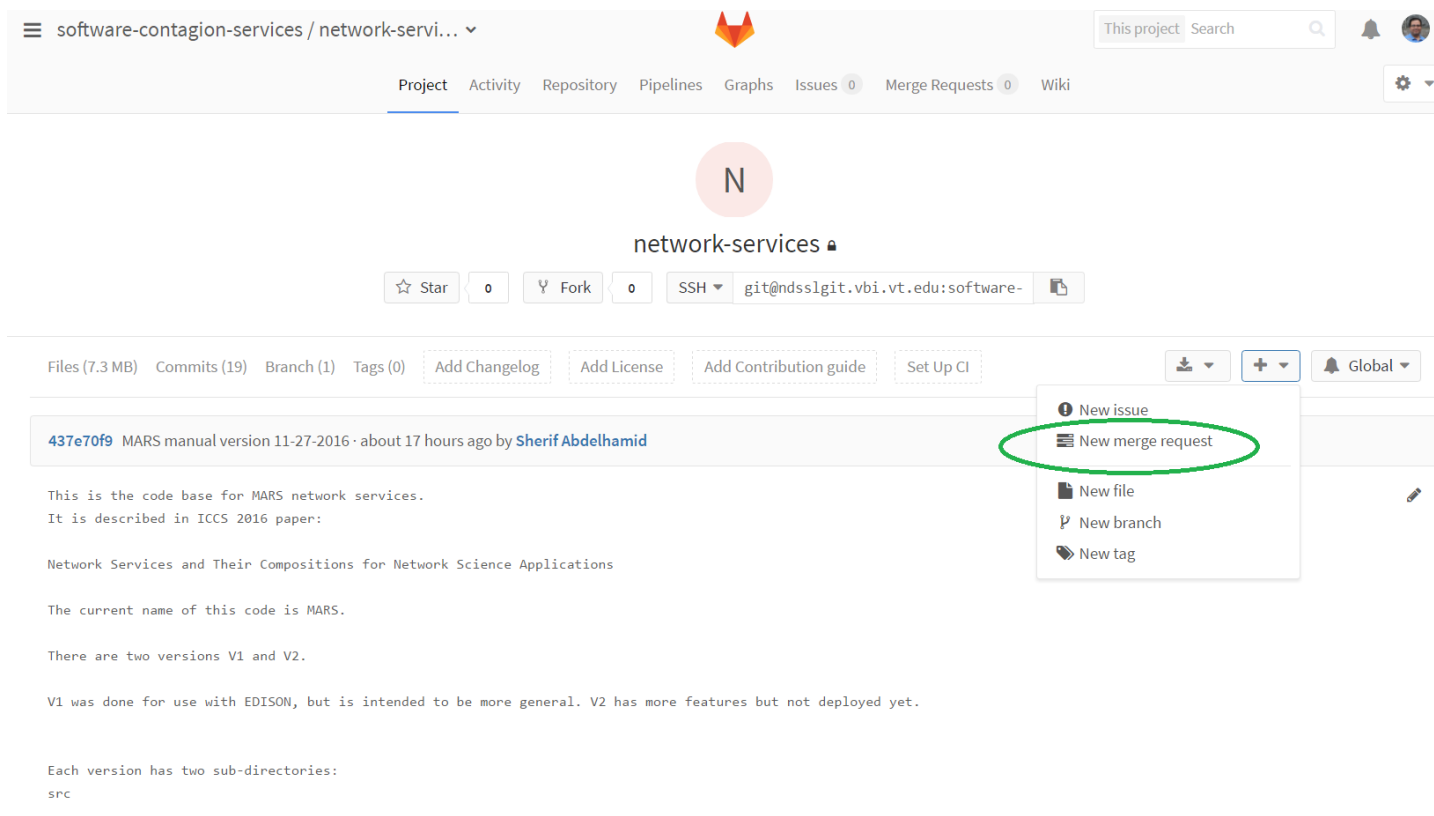 software-contagion-services / network-servi...
This project Search
Project Activity Repository Pipelines Graphs Issues 0 Merge Requests 0 Wiki
N
network-services
Star 0 Fork 0 SSH git@ndsslgit.vbi.vt.edu:software-
Files (7.3 MB) Commits (19) Branch (1) Tags (0) Add Changelog Add License Add Contribution guide Set Up CI Global
New issue
437e70f9 MARS manual version 11-27-2016 · about 17 hours ago by Sherif Abdelhamid
New merge request
New file
New branch
New tag
This is the code base for MARS network services.
It is described in ICCS 2016 paper:
Network Services and Their Compositions for Network Science Applications
The current name of this code is MARS.
There are two versions V1 and V2.
V1 was done for use with EDISON, but is intended to be more general. V2 has more features but not deployed yet.
Each version has two sub-directories:
src